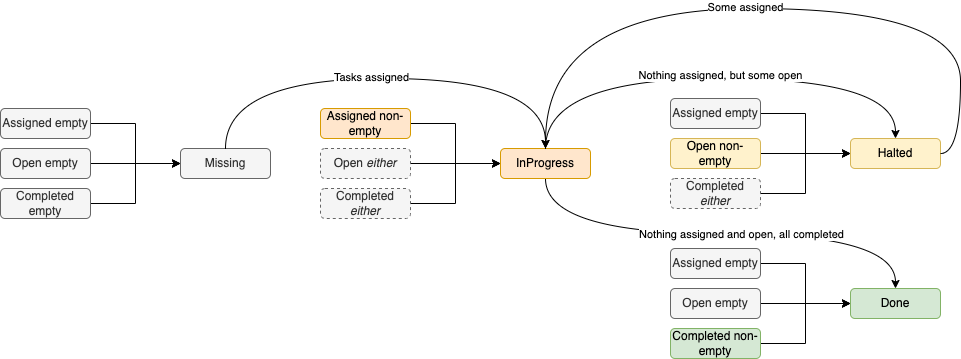 Some assigned
Tasks assigned
Nothing assigned, but some open
Assigned empty
Open empty
Completed
empty
Missing
Assigned non-
empty
Open either
Completed
either
InProgress
Assigned empty
Open non-
empty
Completed
either
Halted
Nothing assigned and open, all completed
Assigned empty
Open empty
Completed non-
empty
Done